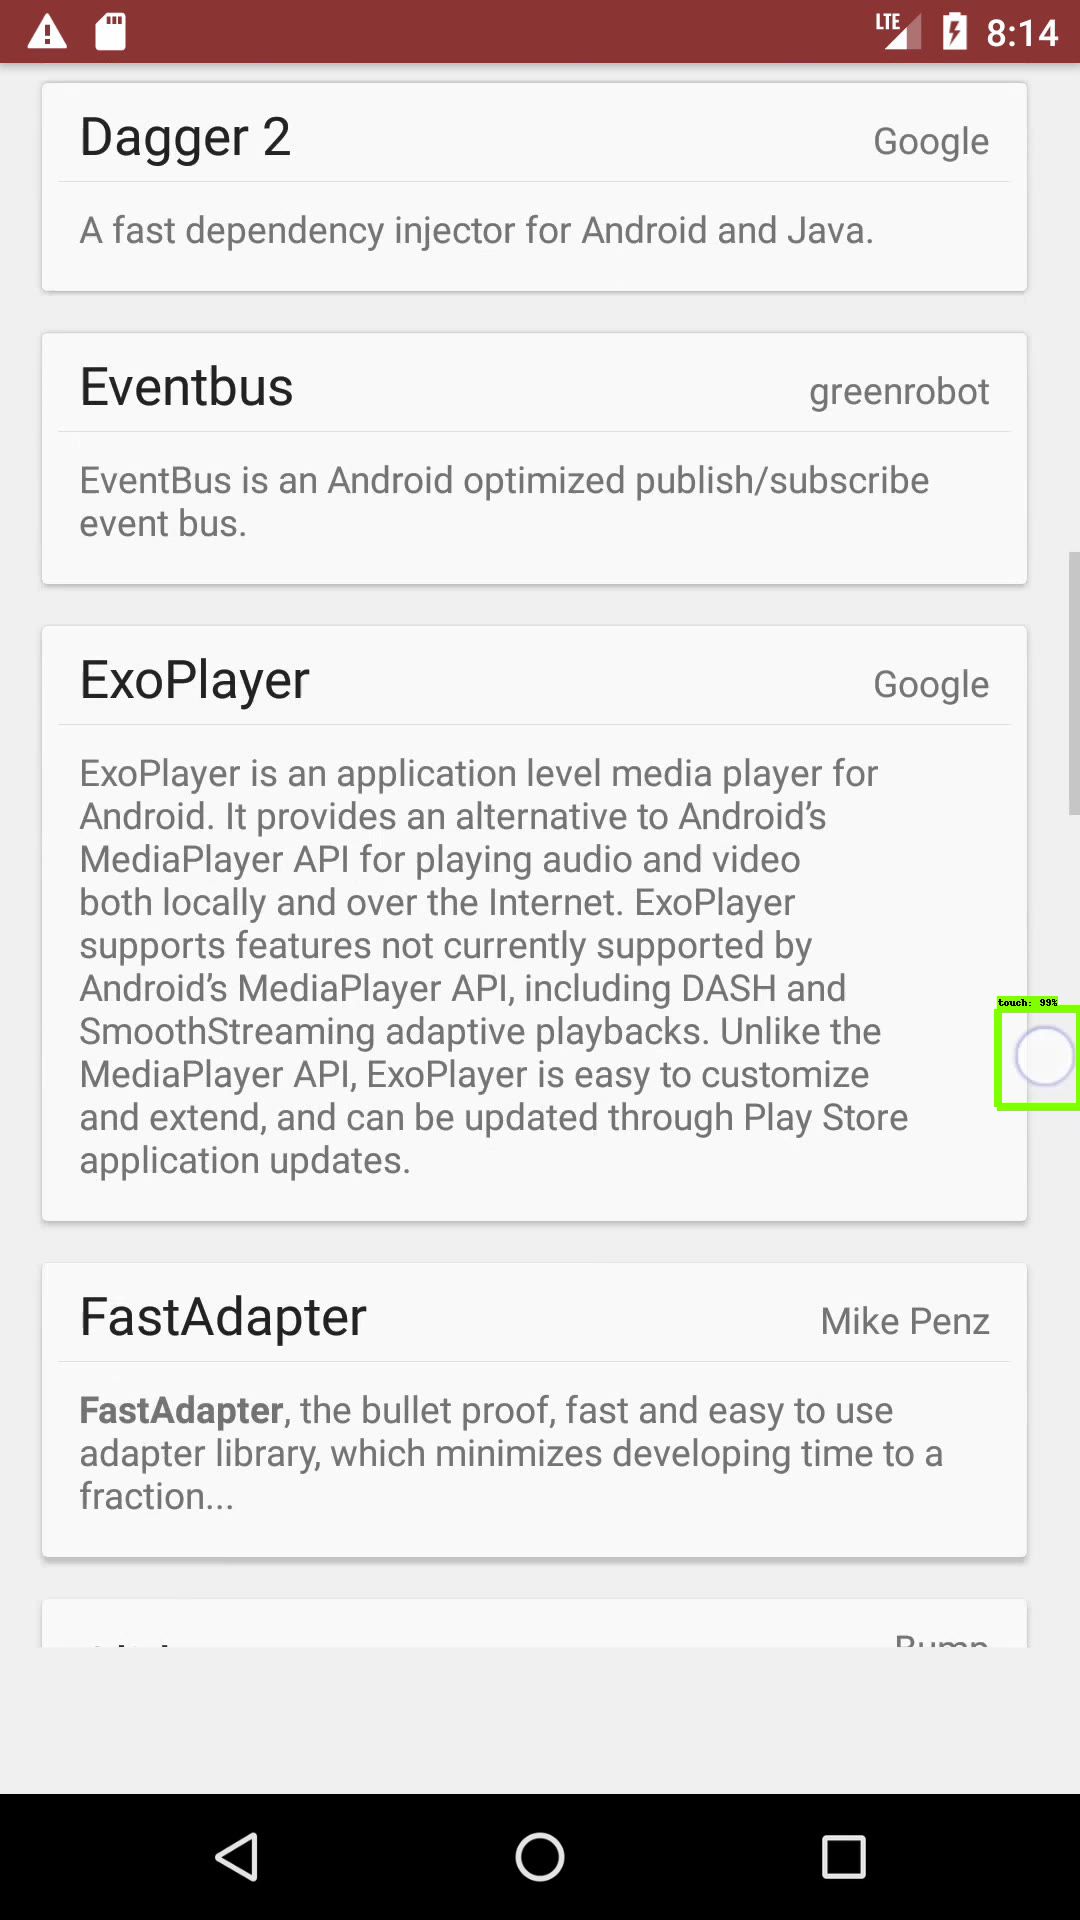 LTE 8:14
Dagger 2 Google
A fast dependency injector for Android and Java.
Eventbus greenrobot
EventBus is an Android optimized publish/subscribe
event bus.
ExoPlayer Google
ExoPlayer is an application level media player for
Android. It provides an alternative to Android’s
MediaPlayer API for playing audio and video
both locally and over the Internet. ExoPlayer
supports features not currently supported by
Android’s MediaPlayer API, including DASH and
SmoothStreaming adaptive playbacks. Unlike the
MediaPlayer API, ExoPlayer is easy to customize
and extend, and can be updated through Play Store
application updates.
touch: 99%
FastAdapter Mike Penz
FastAdapter, the bullet proof, fast and easy to use
adapter library, which minimizes developing time to a
fraction...
Bump